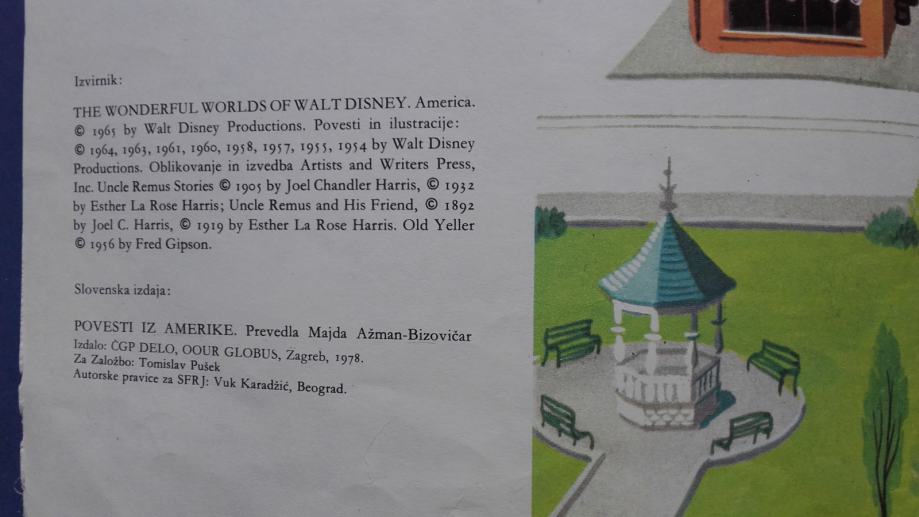 Izvirnik:
THE WONDERFUL WORLDS OF WALT DISNEY. America.
© 1965 by Walt Disney Productions. Povesti in ilustracije:
© 1964, 1963, 1961, 1960, 1958, 1957, 1955, 1954 by Walt Disney
Productions. Oblikovanje in izvedba Artists and Writers Press,
Inc. Uncle Remus Stories © 1905 by Joel Chandler Harris, © 1932
by Esther La Rose Harris; Uncle Remus and His Friend, © 1892
by Joel C. Harris, © 1919 by Esther La Rose Harris. Old Yeller
© 1956 by Fred Gipson.
Slovenska izdaja:
POVESTI IZ AMERIKE. Prevedla Majda Ažman-Bizovičar
Izdalo: ČGP DELO, OOUR GLOBUS, Zagreb, 1978.
Za Založbo: Tomislav Pušek
Autorske pravice za SFRJ: Vuk Karadžić, Beograd.